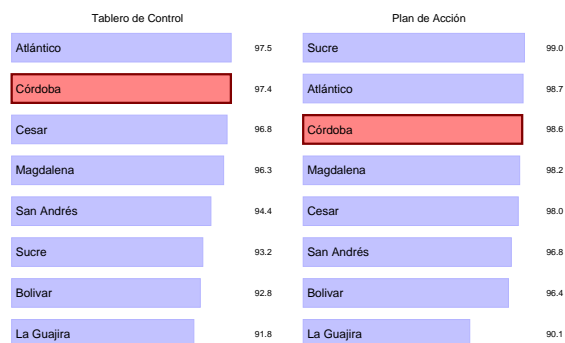 Tablero de Control
Atlántico 97.5
Córdoba 97.4
Cesar 96.8
Magdalena 96.3
San Andrés 94.4
Sucre 93.2
Bolivar 92.8
La Guajira 91.8
Plan de Acción
Sucre 99.0
Atlántico 98.7
Córdoba 98.6
Magdalena 98.2
Cesar 98.0
San Andrés 96.8
Bolivar 96.4
La Guajira 90.1